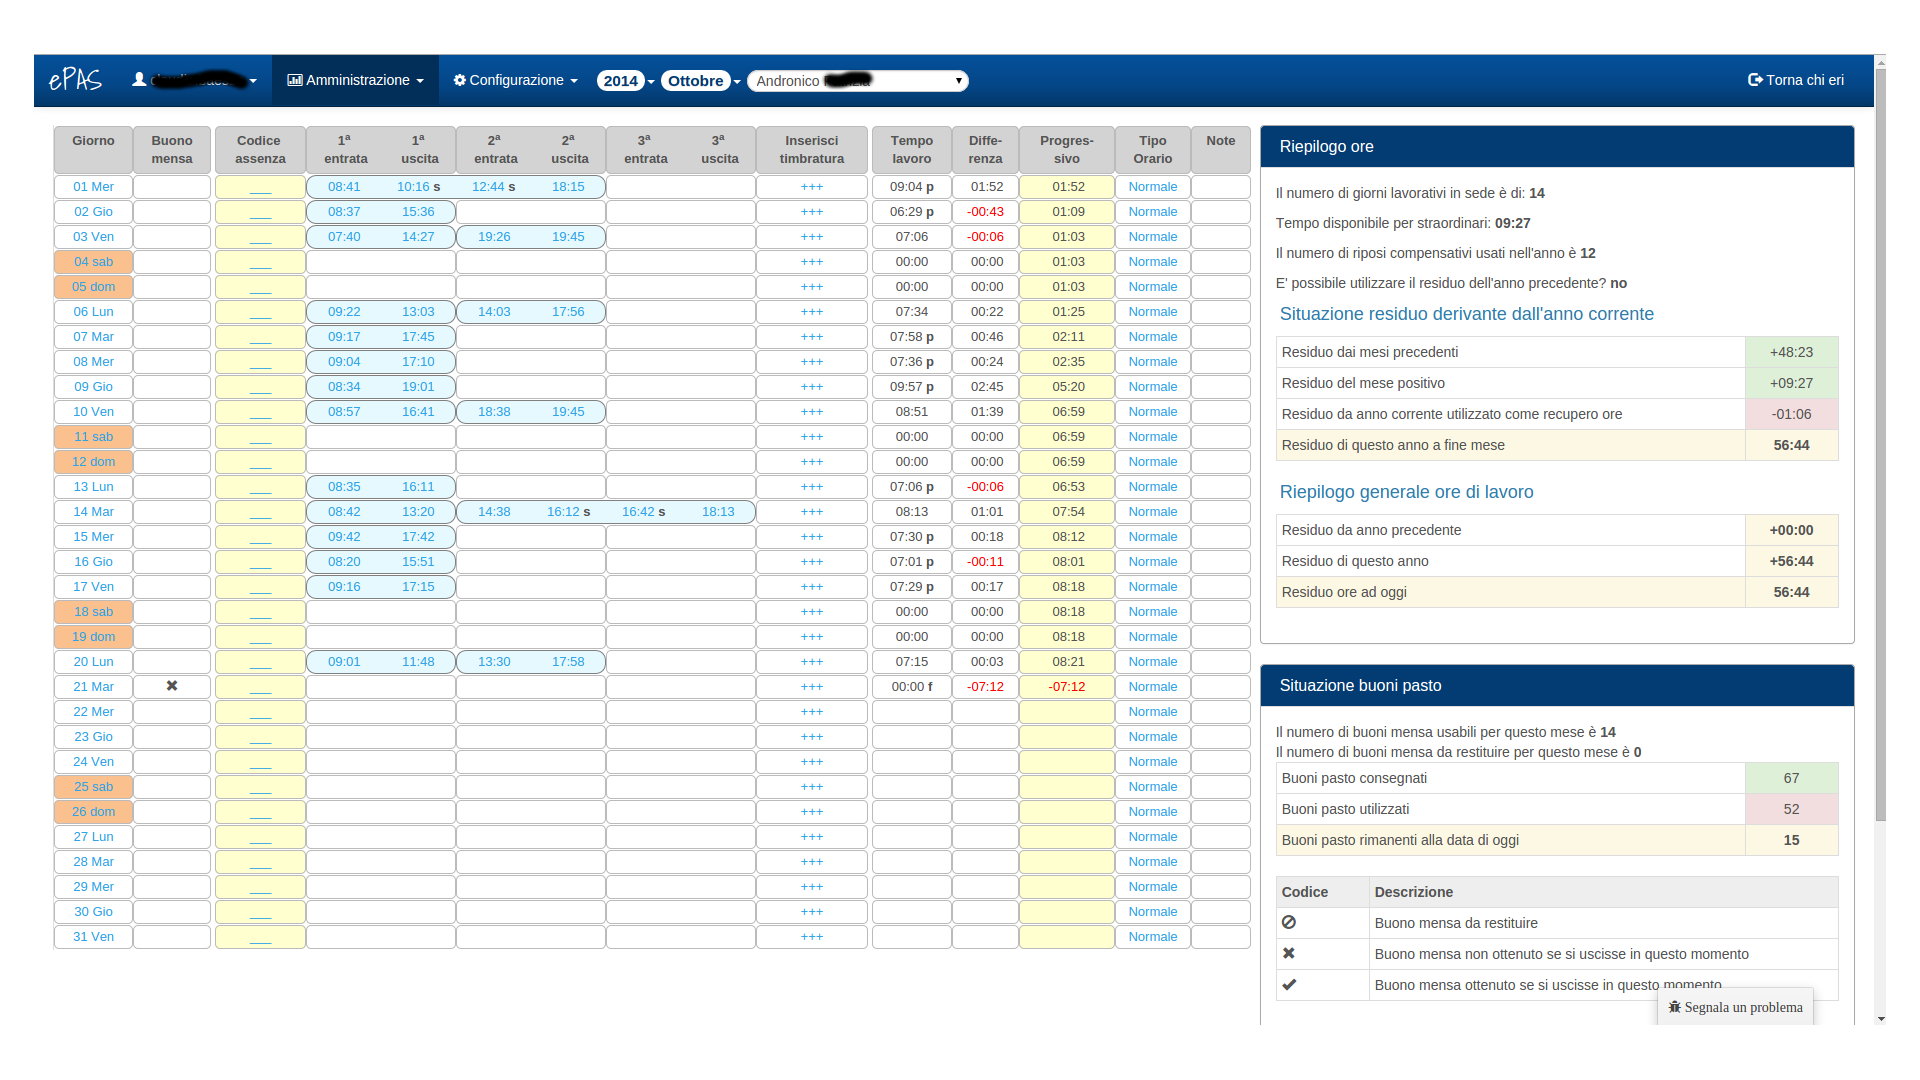 ePAS
Amministrazione
Configurazione
2014
Ottobre
Andronico
Torna chi eri
Giorno Buono mensa Codice assenza 1ª entrata 1ª uscita 2ª entrata 2ª uscita 3ª entrata 3ª uscita Inserisci timbratura Tempo lavoro Diffe-renza Progres-sivo Tipo Orario Note
01 Mer ___ 08:41 10:16 s 12:44 s 18:15 +++ 09:04 p 01:52 01:52 Normale
02 Gio ___ 08:37 15:36 +++ 06:29 p -00:43 01:09 Normale
03 Ven ___ 07:40 14:27 19:26 19:45 +++ 07:06 -00:06 01:03 Normale
04 sab ___ +++ 00:00 00:00 01:03 Normale
05 dom ___ +++ 00:00 00:00 01:03 Normale
06 Lun ___ 09:22 13:03 14:03 17:56 +++ 07:34 00:22 01:25 Normale
07 Mar ___ 09:17 17:45 +++ 07:58 p 00:46 02:11 Normale
08 Mer ___ 09:04 17:10 +++ 07:36 p 00:24 02:35 Normale
09 Gio ___ 08:34 19:01 +++ 09:57 p 02:45 05:20 Normale
10 Ven ___ 08:57 16:41 18:38 19:45 +++ 08:51 01:39 06:59 Normale
11 sab ___ +++ 00:00 00:00 06:59 Normale
12 dom ___ +++ 00:00 00:00 06:59 Normale
13 Lun ___ 08:35 16:11 +++ 07:06 p -00:06 06:53 Normale
14 Mar ___ 08:42 13:20 14:38 16:12 s 16:42 s 18:13 +++ 08:13 01:01 07:54 Normale
15 Mer ___ 09:42 17:42 +++ 07:30 p 00:18 08:12 Normale
16 Gio ___ 08:20 15:51 +++ 07:01 p -00:11 08:01 Normale
17 Ven ___ 09:16 17:15 +++ 07:29 p 00:17 08:18 Normale
18 sab ___ +++ 00:00 00:00 08:18 Normale
19 dom ___ +++ 00:00 00:00 08:18 Normale
20 Lun ___ 09:01 11:48 13:30 17:58 +++ 07:15 00:03 08:21 Normale
21 Mar ✖ ___ +++ 00:00 f -07:12 -07:12 Normale
22 Mer ___ +++ Normale
23 Gio ___ +++ Normale
24 Ven ___ +++ Normale
25 sab ___ +++ Normale
26 dom ___ +++ Normale
27 Lun ___ +++ Normale
28 Mar ___ +++ Normale
29 Mer ___ +++ Normale
30 Gio ___ +++ Normale
31 Ven ___ +++ Normale
Riepilogo ore
Il numero di giorni lavorativi in sede è di: 14
Tempo disponibile per straordinari: 09:27
Il numero di riposi compensativi usati nell'anno è 12
E' possibile utilizzare il residuo dell'anno precedente? no
Situazione residuo derivante dall'anno corrente
Residuo dai mesi precedenti +48:23
Residuo del mese positivo +09:27
Residuo da anno corrente utilizzato come recupero ore -01:06
Residuo di questo anno a fine mese 56:44
Riepilogo generale ore di lavoro
Residuo da anno precedente +00:00
Residuo di questo anno +56:44
Residuo ore ad oggi 56:44
Situazione buoni pasto
Il numero di buoni mensa usabili per questo mese è 14
Il numero di buoni mensa da restituire per questo mese è 0
Buoni pasto consegnati 67
Buoni pasto utilizzati 52
Buoni pasto rimanenti alla data di oggi 15
Codice Descrizione
Buono mensa da restituire
✖ Buono mensa non ottenuto se si uscisse in questo momento
✔ Buono mensa ottenuto se si uscisse in questo momento
Segnala un problema